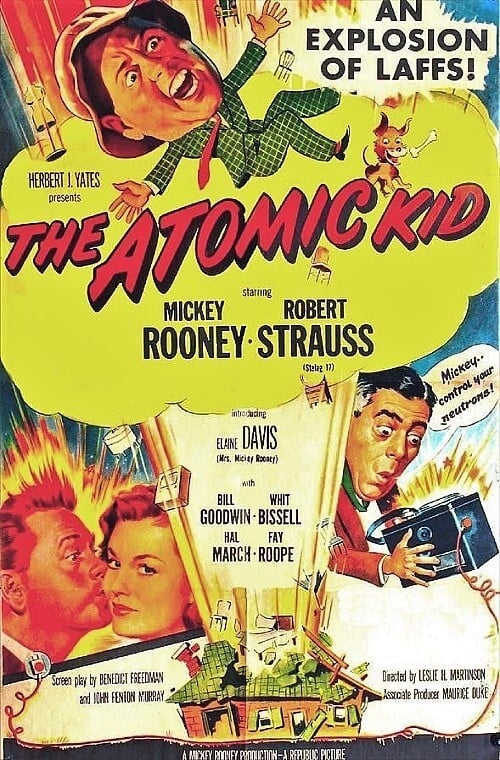 AN
EXPLOSION
OF LAFFS!
HERBERT J. YATES
presents
THE ATOMIC KID
starring
MICKEY ROBERT
ROONEY · STRAUSS
(Stalag 17)
Mickey--
control your
neutrons!
introducing
ELAINE DAVIS
(Mrs. Mickey Rooney)
with
BILL WHIT
GOODWIN · BISSELL
HAL FAY
MARCH · ROOPE
Screen play by BENEDICT FREEDMAN
and JOHN FENTON MURRAY
Directed by LESLIE H. MARTINSON
Associate Producer MAURICE DUKE
A MICKEY ROONEY PRODUCTION—A REPUBLIC PICTURE